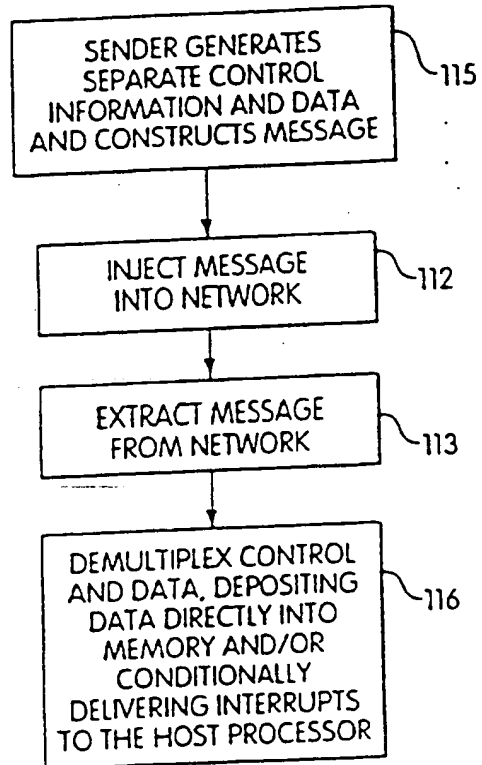 SENDER GENERATES
SEPARATE CONTROL
INFORMATION AND DATA
AND CONSTRUCTS MESSAGE
115
INJECT MESSAGE
INTO NETWORK
112
EXTRACT MESSAGE
FROM NETWORK
113
DEMULTIPLEX CONTROL
AND DATA, DEPOSITING
DATA DIRECTLY INTO
MEMORY AND/OR
CONDITIONALLY
DELIVERING INTERRUPTS
TO THE HOST PROCESSOR
116